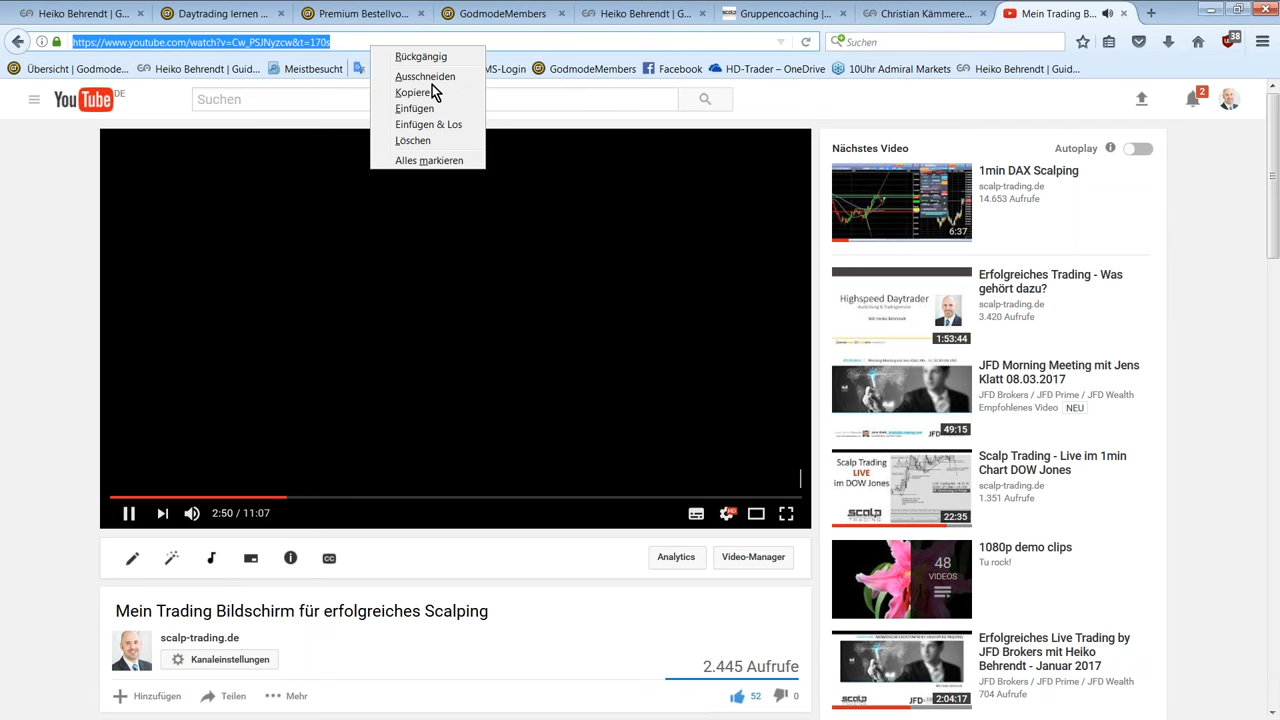 Heiko Behrendt | Gui...
Daytrading lernen ...
Premium Bestellvo...
GodmodeMembers
Heiko Behrendt | Gui...
Gruppencoaching |...
Christian Kämmere...
Mein Trading B...
https://www.youtube.com/watch?v=Cw_PSJNyzcw&t=170s
Suchen
38
Übersicht | Godmode...
Heiko Behrendt | Guid...
Meistbesucht
MS-Login
GodmodeMembers
Facebook
HD-Trader – OneDrive
10Uhr Admiral Markets
Heiko Behrendt | Guid...
Rückgängig
Ausschneiden
Kopieren
Einfügen
Einfügen & Los
Löschen
Alles markieren
YouTube DE
Suchen
2
Nächstes Video
Autoplay
1min DAX Scalping
scalp-trading.de
14.653 Aufrufe
6:37
Highspeed Daytrader
Erfolgreiches Trading - Was
gehört dazu?
scalp-trading.de
3.420 Aufrufe
1:53:44
JFD Morning Meeting mit Jens
Klatt 08.03.2017
JFD Brokers / JFD Prime / JFD Wealth
Empfohlenes Video NEU
JFD
49:15
Scalp Trading
LIVE
im DOW Jones
SCALP
TRADING
Scalp Trading - Live im 1min
Chart DOW Jones
scalp-trading.de
1.351 Aufrufe
22:35
48
VIDEOS
1080p demo clips
Tu rock!
Erfolgreiches Live Trading by
JFD Brokers mit Heiko
Behrendt - Januar 2017
JFD Brokers / JFD Prime / JFD Wealth
704 Aufrufe
SCALP
JFD
2:04:17
2:50 / 11:07
HD
Analytics
Video-Manager
Mein Trading Bildschirm für erfolgreiches Scalping
scalp-trading.de
Kanaleinstellungen
2.445 Aufrufe
Hinzufügen
Teilen
Mehr
52
0